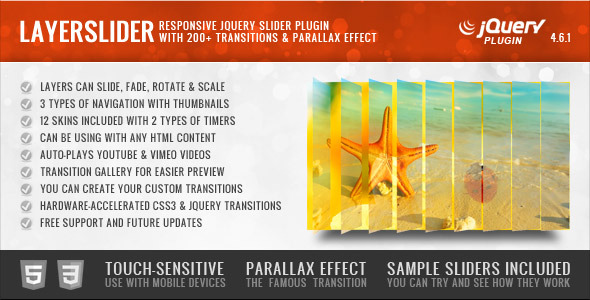 LAYERSLIDER
RESPONSIVE JQUERY SLIDER PLUGIN
WITH 200+ TRANSITIONS & PARALLAX EFFECT
jQuery
PLUGIN
4.6.1
LAYERS CAN SLIDE, FADE, ROTATE & SCALE
3 TYPES OF NAVIGATION WITH THUMBNAILS
12 SKINS INCLUDED WITH 2 TYPES OF TIMERS
CAN BE USING WITH ANY HTML CONTENT
AUTO-PLAYS YOUTUBE & VIMEO VIDEOS
TRANSITION GALLERY FOR EASIER PREVIEW
YOU CAN CREATE YOUR CUSTOM TRANSITIONS
HARDWARE-ACCELERATED CSS3 & JQUERY TRANSITIONS
FREE SUPPORT AND FUTURE UPDATES
5
3
TOUCH-SENSITIVE
USE WITH MOBILE DEVICES
PARALLAX EFFECT
THE FAMOUS TRANSITION
SAMPLE SLIDERS INCLUDED
YOU CAN TRY AND SEE HOW THEY WORK